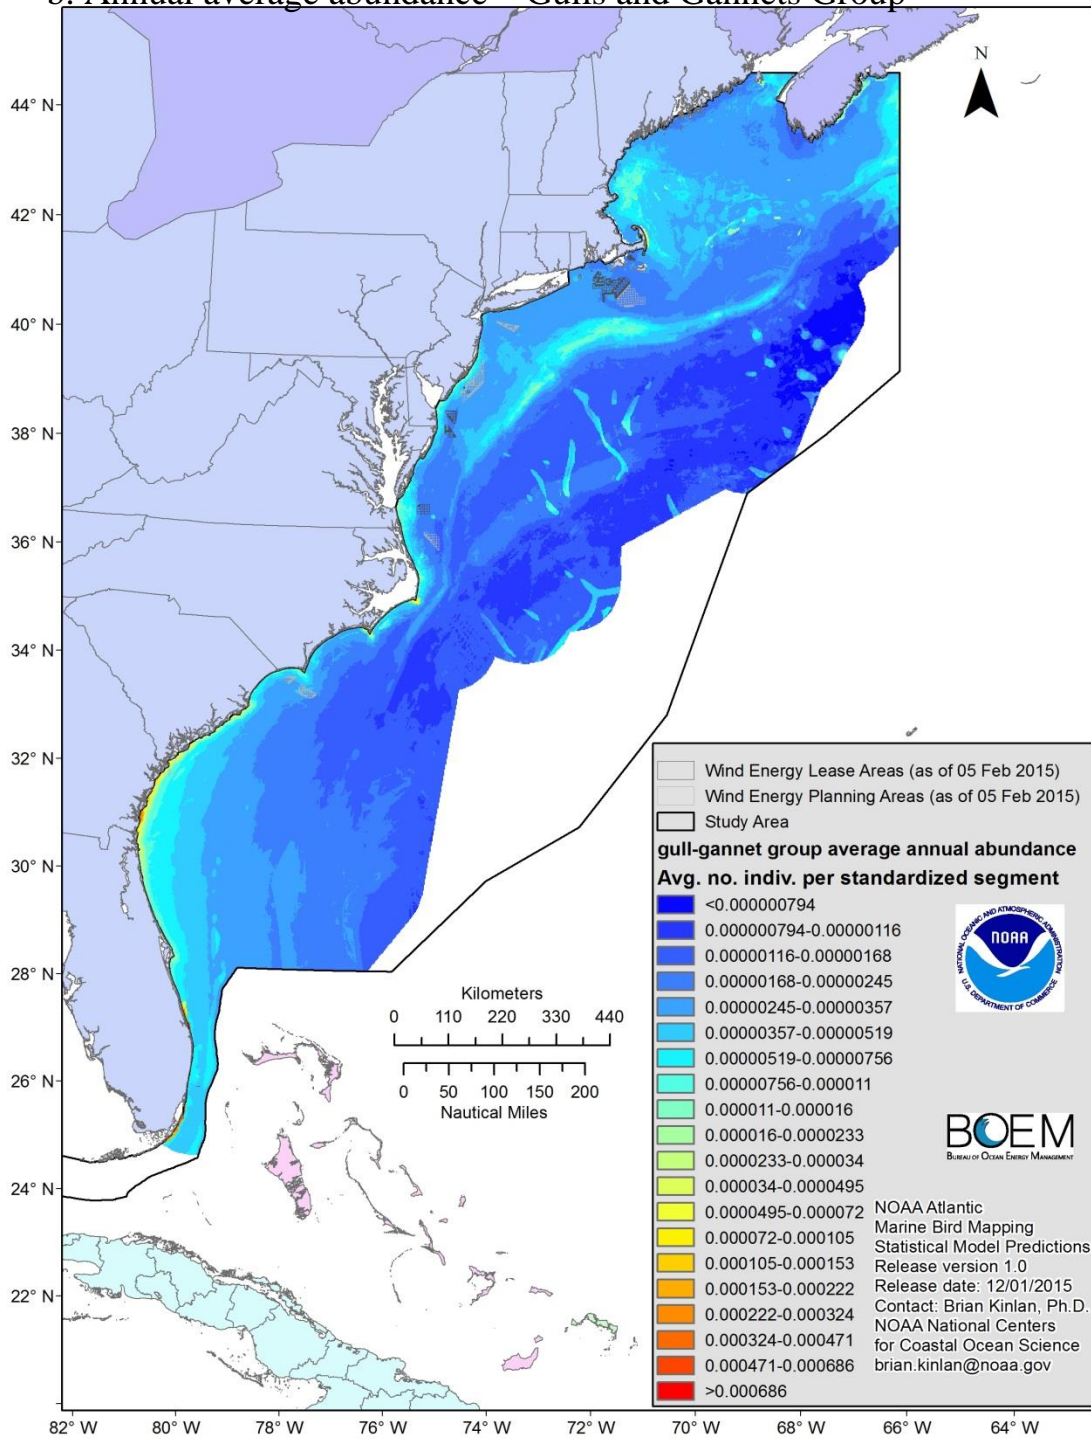 b. Annual average abundance – Gulls and Gannets Group
N
44° N
42° N
40° N
38° N
36° N
34° N
32° N
30° N
28° N
26° N
24° N
22° N
82° W
80° W
78° W
76° W
74° W
72° W
70° W
68° W
66° W
64° W
Kilometers
0 110 220 330 440
0 50 100 150 200
Nautical Miles
Wind Energy Lease Areas (as of 05 Feb 2015)
Wind Energy Planning Areas (as of 05 Feb 2015)
Study Area
gull-gannet group average annual abundance
Avg. no. indiv. per standardized segment
<0.000000794
0.000000794-0.00000116
0.00000116-0.00000168
0.00000168-0.00000245
0.00000245-0.00000357
0.00000357-0.00000519
0.00000519-0.00000756
0.00000756-0.000011
0.000011-0.000016
0.000016-0.0000233
0.0000233-0.000034
0.000034-0.0000495
0.0000495-0.000072
0.000072-0.000105
0.000105-0.000153
0.000153-0.000222
0.000222-0.000324
0.000324-0.000471
0.000471-0.000686
>0.000686
NATIONAL OCEANIC AND ATMOSPHERIC ADMINISTRATION
NOAA
U.S. DEPARTMENT OF COMMERCE
BOEM
BUREAU OF OCEAN ENERGY MANAGEMENT
NOAA Atlantic
Marine Bird Mapping
Statistical Model Predictions
Release version 1.0
Release date: 12/01/2015
Contact: Brian Kinlan, Ph.D.
NOAA National Centers
for Coastal Ocean Science
brian.kinlan@noaa.gov